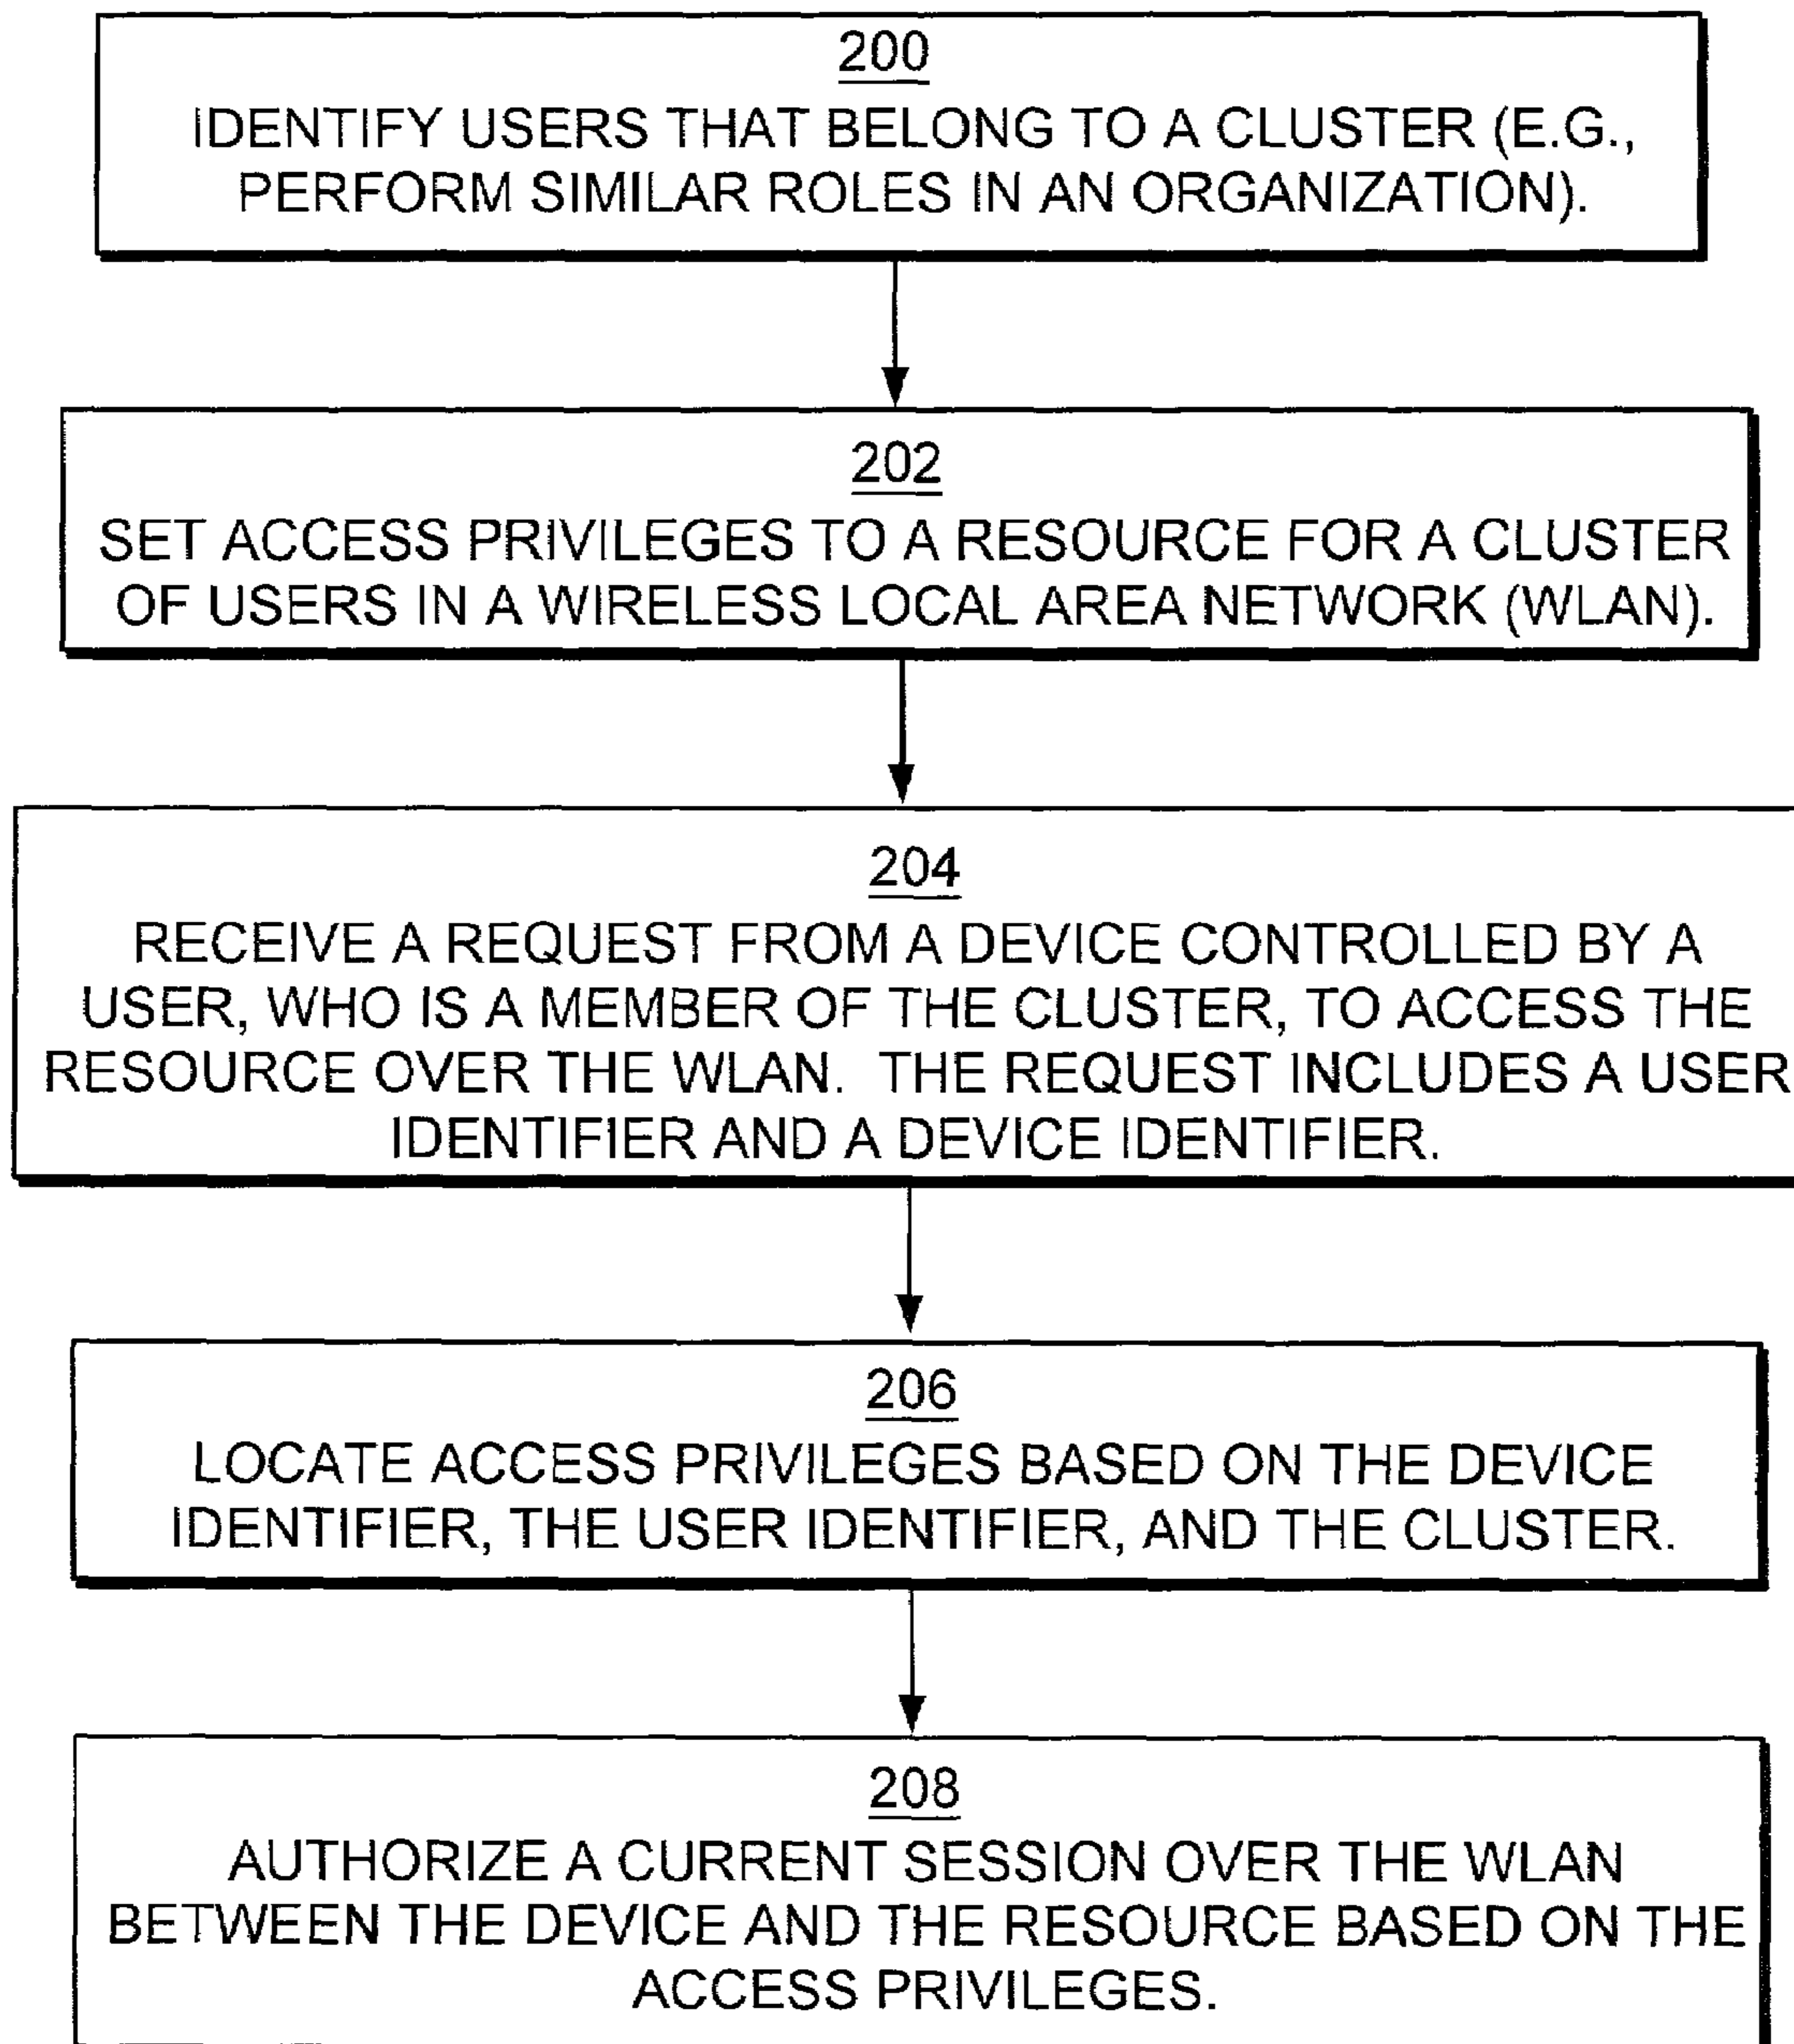 200
IDENTIFY USERS THAT BELONG TO A CLUSTER (E.G.,
PERFORM SIMILAR ROLES IN AN ORGANIZATION).
202
SET ACCESS PRIVILEGES TO A RESOURCE FOR A CLUSTER
OF USERS IN A WIRELESS LOCAL AREA NETWORK (WLAN).
204
RECEIVE A REQUEST FROM A DEVICE CONTROLLED BY A
USER, WHO IS A MEMBER OF THE CLUSTER, TO ACCESS THE
RESOURCE OVER THE WLAN. THE REQUEST INCLUDES A USER
IDENTIFIER AND A DEVICE IDENTIFIER.
206
LOCATE ACCESS PRIVILEGES BASED ON THE DEVICE
IDENTIFIER, THE USER IDENTIFIER, AND THE CLUSTER.
208
AUTHORIZE A CURRENT SESSION OVER THE WLAN
BETWEEN THE DEVICE AND THE RESOURCE BASED ON THE
ACCESS PRIVILEGES.